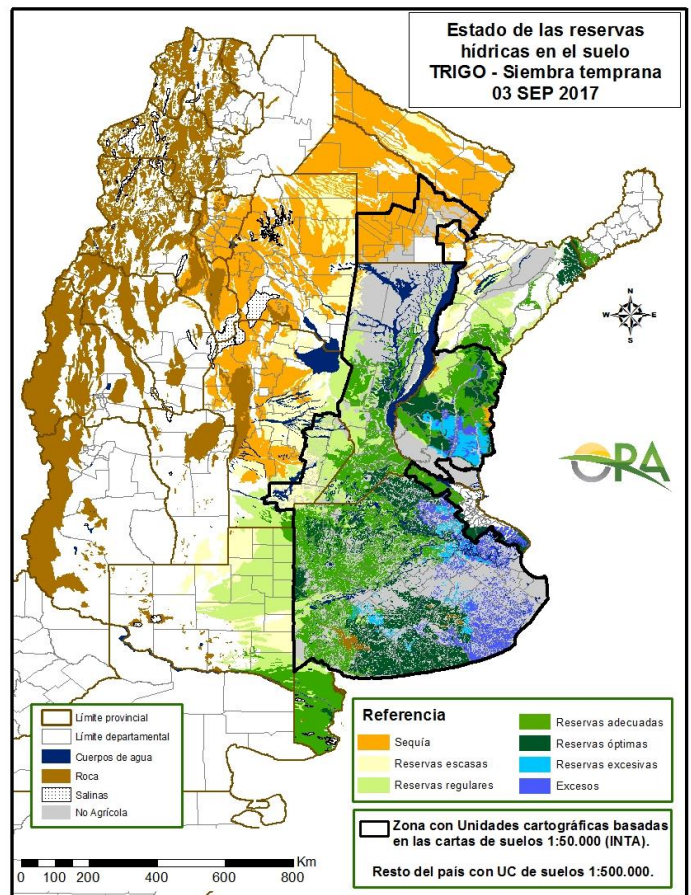 Estado de las reservas
hídricas en el suelo
TRIGO - Siembra temprana
03 SEP 2017
N
W
E
S
ORA
Límite provincial
Límite departamental
Cuerpos de agua
Roca
Salinas
No Agrícola
Referencia
Sequía
Reservas escasas
Reservas regulares
Reservas adecuadas
Reservas óptimas
Reservas excesivas
Excesos
Zona con Unidades cartográficas basadas
en las cartas de suelos 1:50.000 (INTA).
Resto del país con UC de suelos 1:500.000.
Km
0 100 200 400 600 800